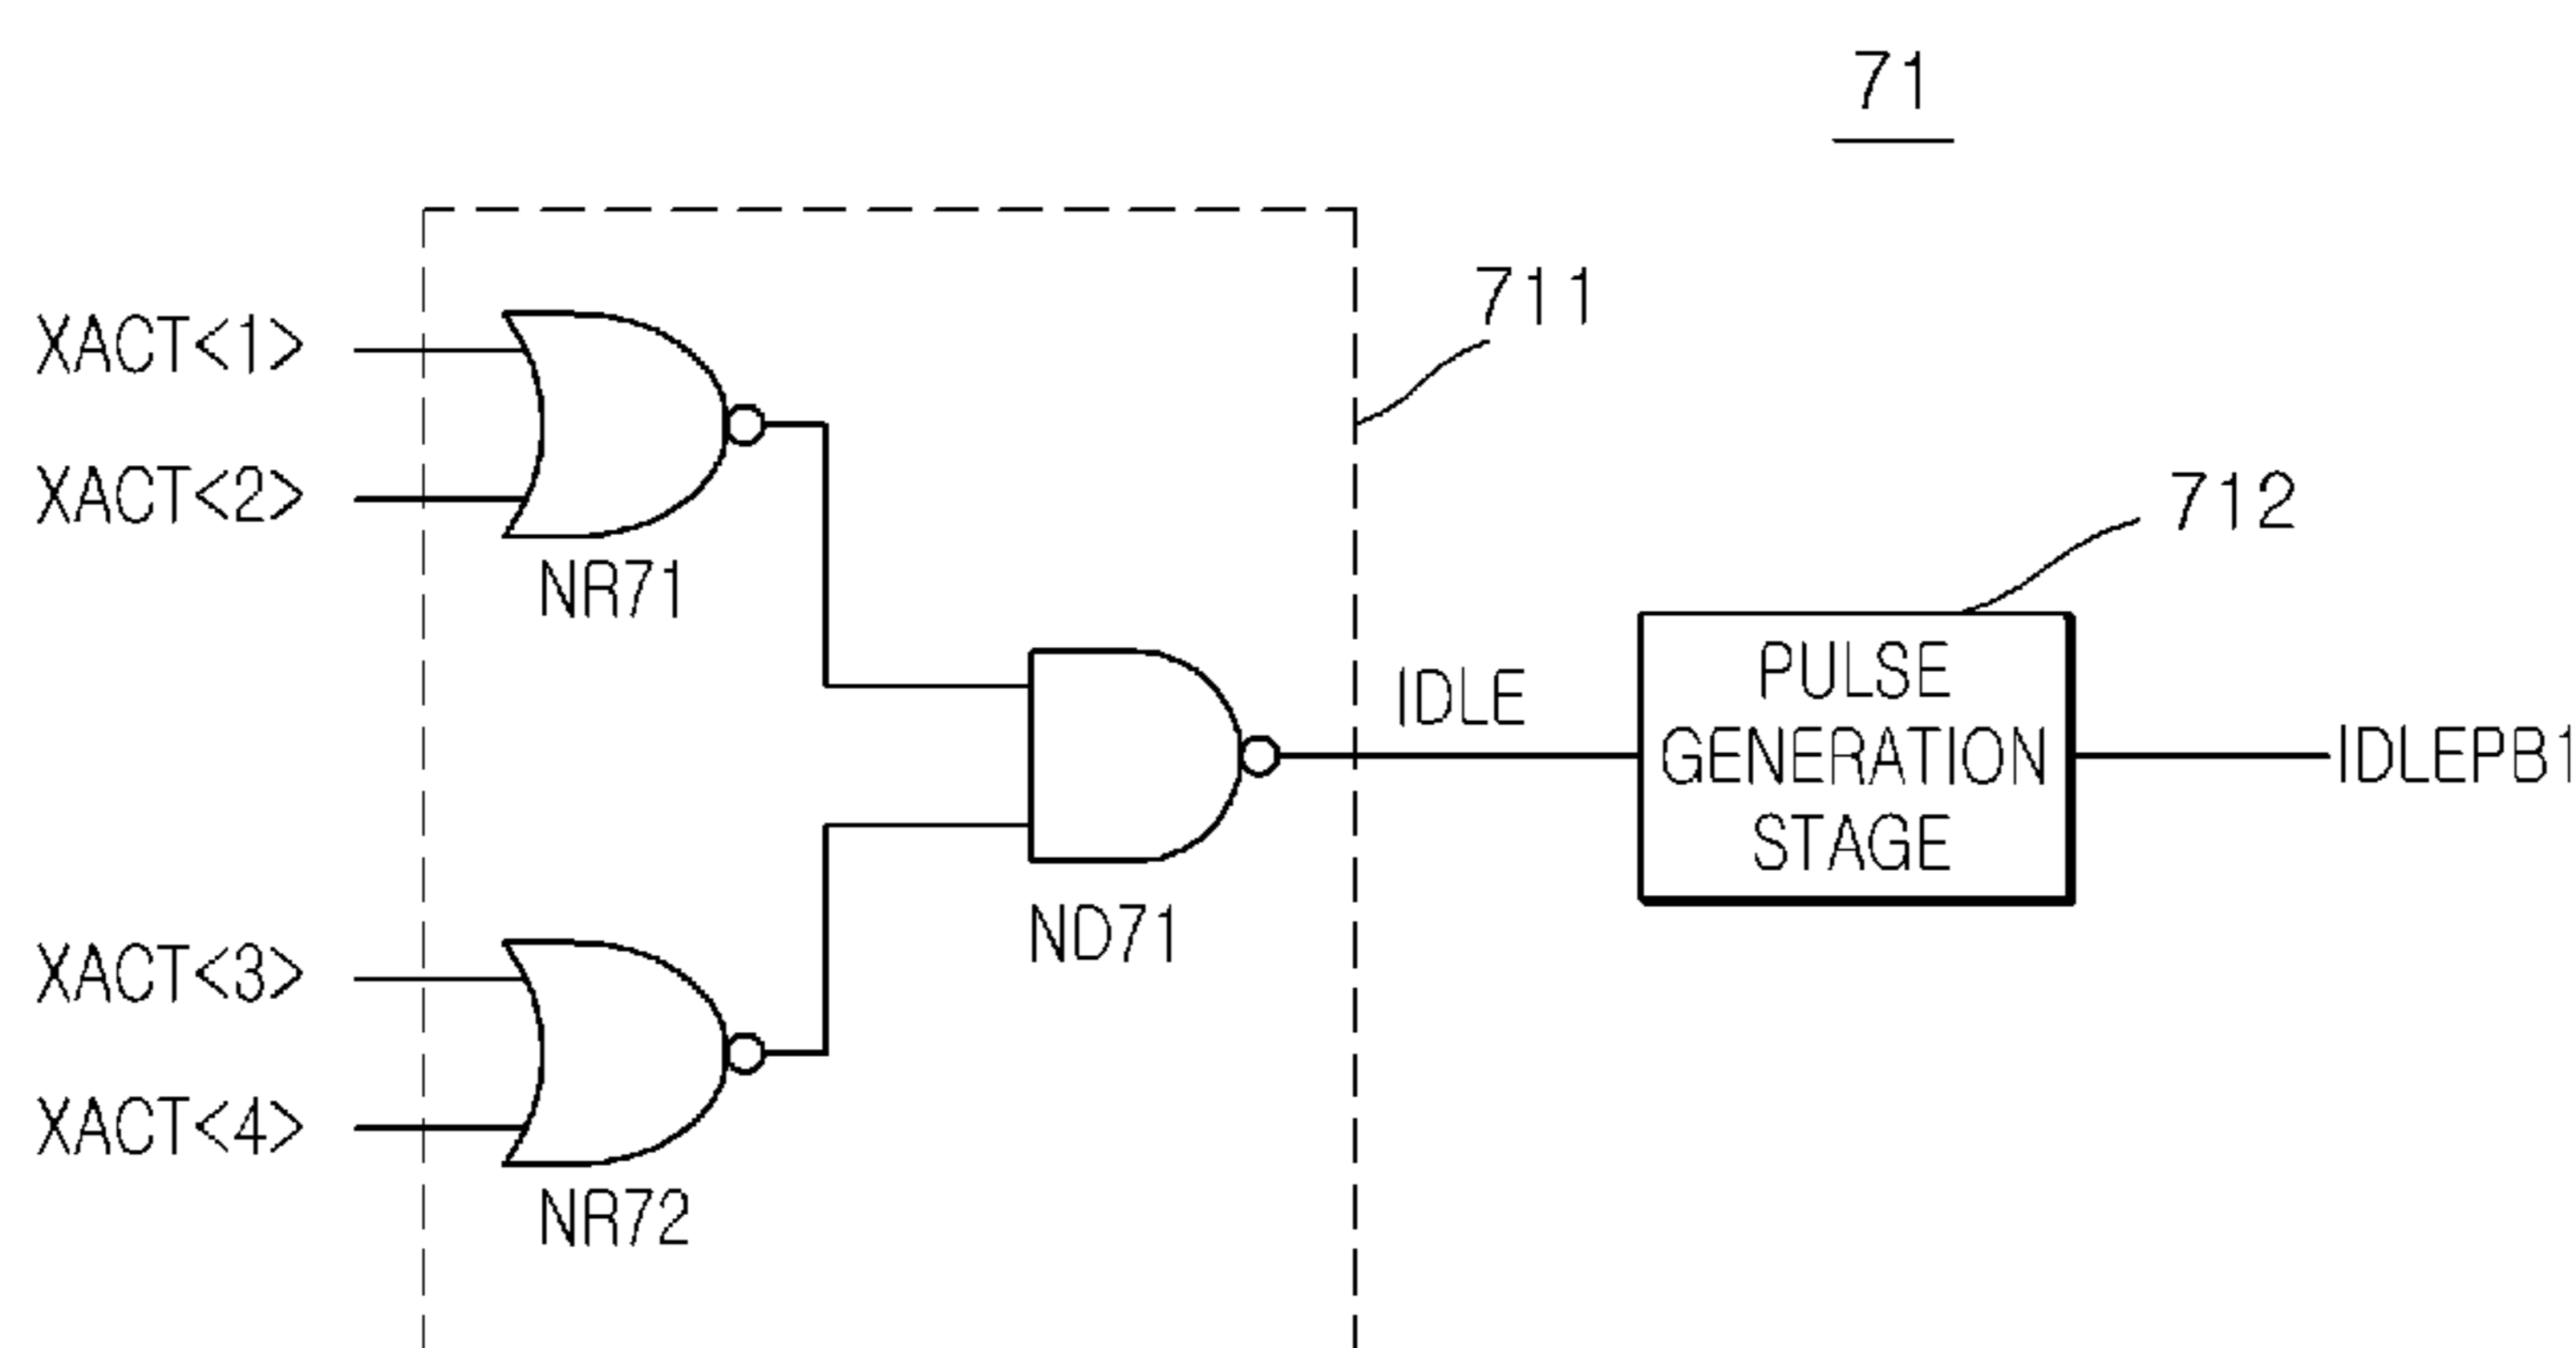 71
711
XACT<1>
XACT<2>
712
NR71
PULSE
GENERATION
STAGE
IDLE
IDLEPB1
ND71
XACT<3>
XACT<4>
NR72